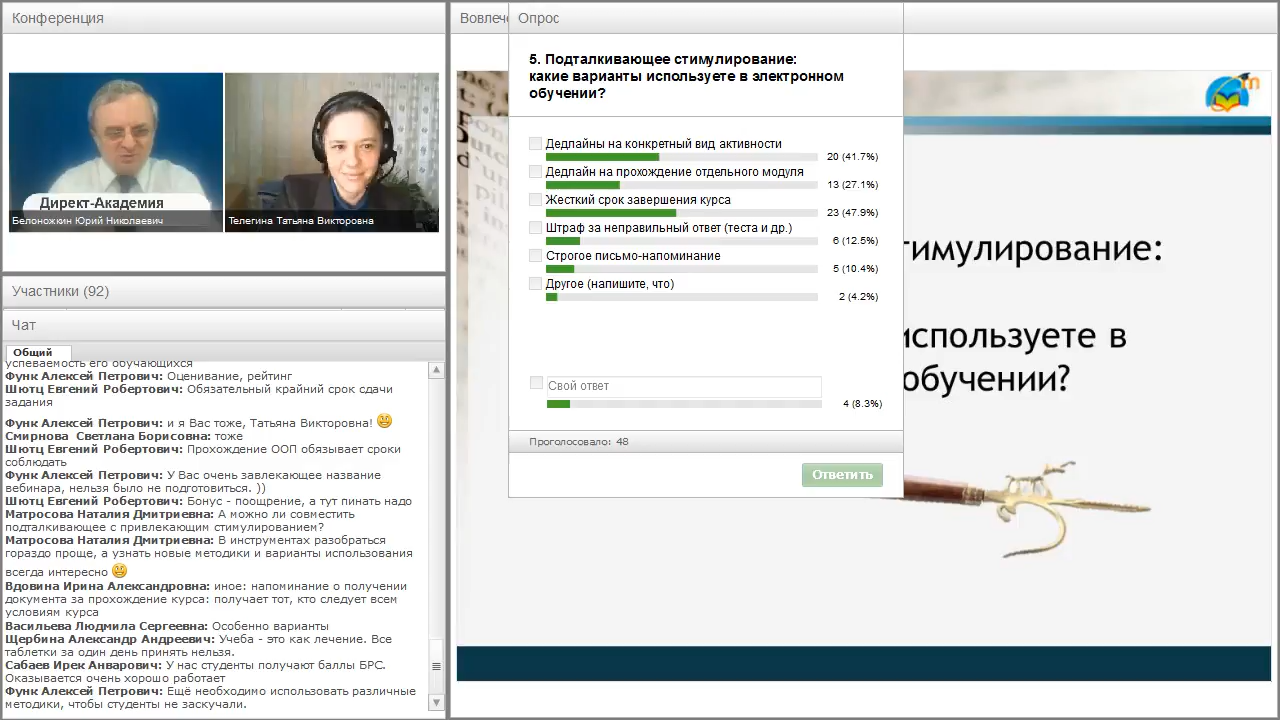 Конференция
Директ-Академия
Белоножкин Юрий Николаевич
Телегина Татьяна Викторовна
Участники (92)
Чат
Общий
успеваемость его обучающихся
Функ Алексей Петрович: Оценивание, рейтинг
Шютц Евгений Робертович: Обязательный крайний срок сдачи
задания
Функ Алексей Петрович: и я Вас тоже, Татьяна Викторовна!
Смирнова Светлана Борисовна: тоже
Шютц Евгений Робертович: Прохождение ООП обязывает сроки
соблюдать
Функ Алексей Петрович: У Вас очень завлекающее название
вебинара, нельзя было не подготовиться. ))
Шютц Евгений Робертович: Бонус - поощрение, а тут пинать надо
Матросова Наталия Дмитриевна: А можно ли совместить
подталкивающее с привлекающим стимулированием?
Матросова Наталия Дмитриевна: В инструментах разобраться
гораздо проще, а узнать новые методики и варианты использования
всегда интересно
Вдовина Ирина Александровна: иное: напоминание о получении
документа за прохождение курса: получает тот, кто следует всем
условиям курса
Васильева Людмила Сергеевна: Особенно варианты
Щербина Александр Андреевич: Учеба - это как лечение. Все
таблетки за один день принять нельзя.
Сабаев Ирек Анварович: У нас студенты получают баллы БРС.
Оказывается очень хорошо работает
Функ Алексей Петрович: Ещё необходимо использовать различные
методики, чтобы студенты не заскучали.
Вовлеч
Опрос
5. Подталкивающее стимулирование:
какие варианты используете в электронном
обучении?
Дедлайны на конкретный вид активности
20 (41.7%)
Дедлайн на прохождение отдельного модуля
13 (27.1%)
Жесткий срок завершения курса
23 (47.9%)
Штраф за неправильный ответ (теста и др.)
6 (12.5%)
Строгое письмо-напоминание
5 (10.4%)
Другое (напишите, что)
2 (4.2%)
Свой ответ
4 (8.3%)
Проголосовало: 48
Ответить
тимулирование:
используете в
обучении?